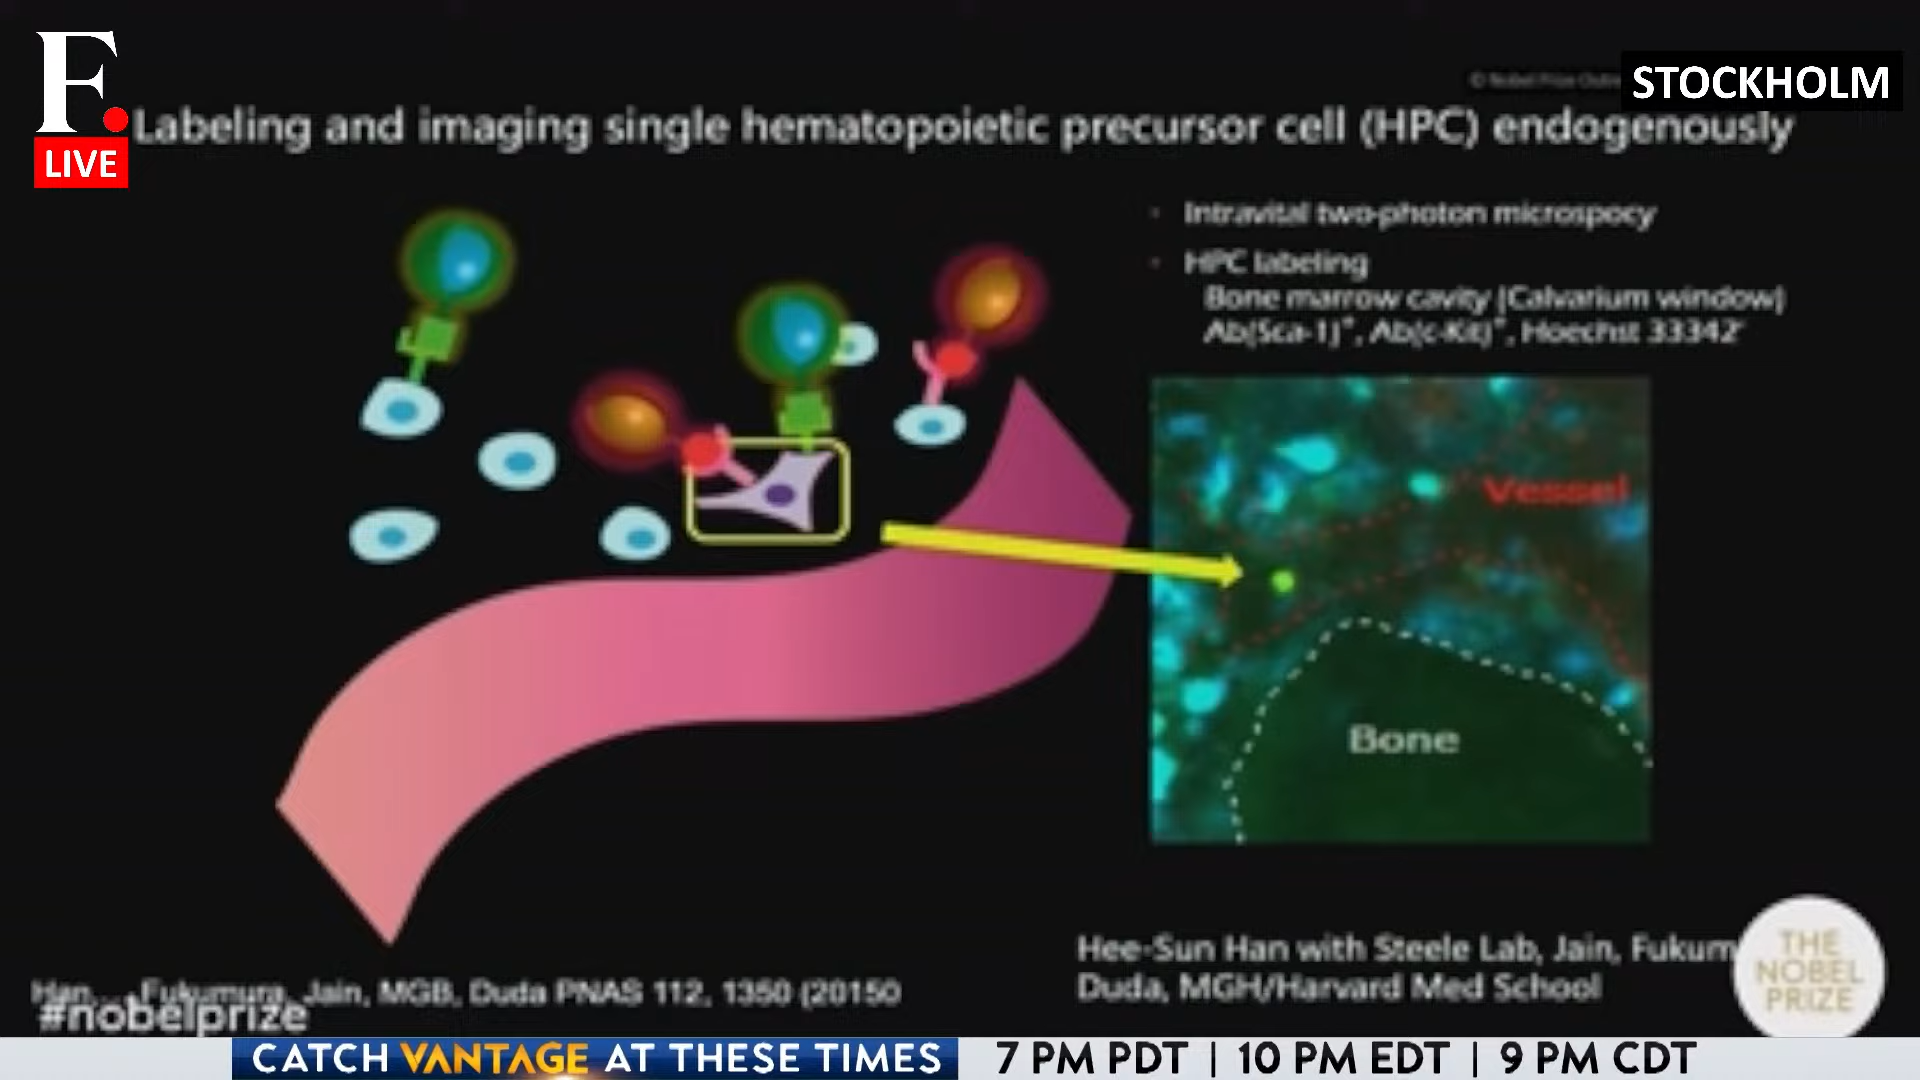 F.
LIVE
STOCKHOLM
© Nobel Prize
Labeling and imaging single hematopoietic precursor cell (HPC) endogenously
• Intravital two-photon microspocy
• HPC labeling
Bone marrow cavity (Calvarium window)
Ab(Sca-1)⁺, Ab(c-Kit)⁺, Hoechst 33342⁻
Vessel
Bone
Hee-Sun Han with Steele Lab, Jain, Fukum
Duda, MGH/Harvard Med School
Han, ... Fukumura, Jain, MGB, Duda PNAS 112, 1350 (20150
#nobelprize
THE
NOBEL
PRIZE
CATCH VANTAGE AT THESE TIMES
7 PM PDT | 10 PM EDT | 9 PM CDT